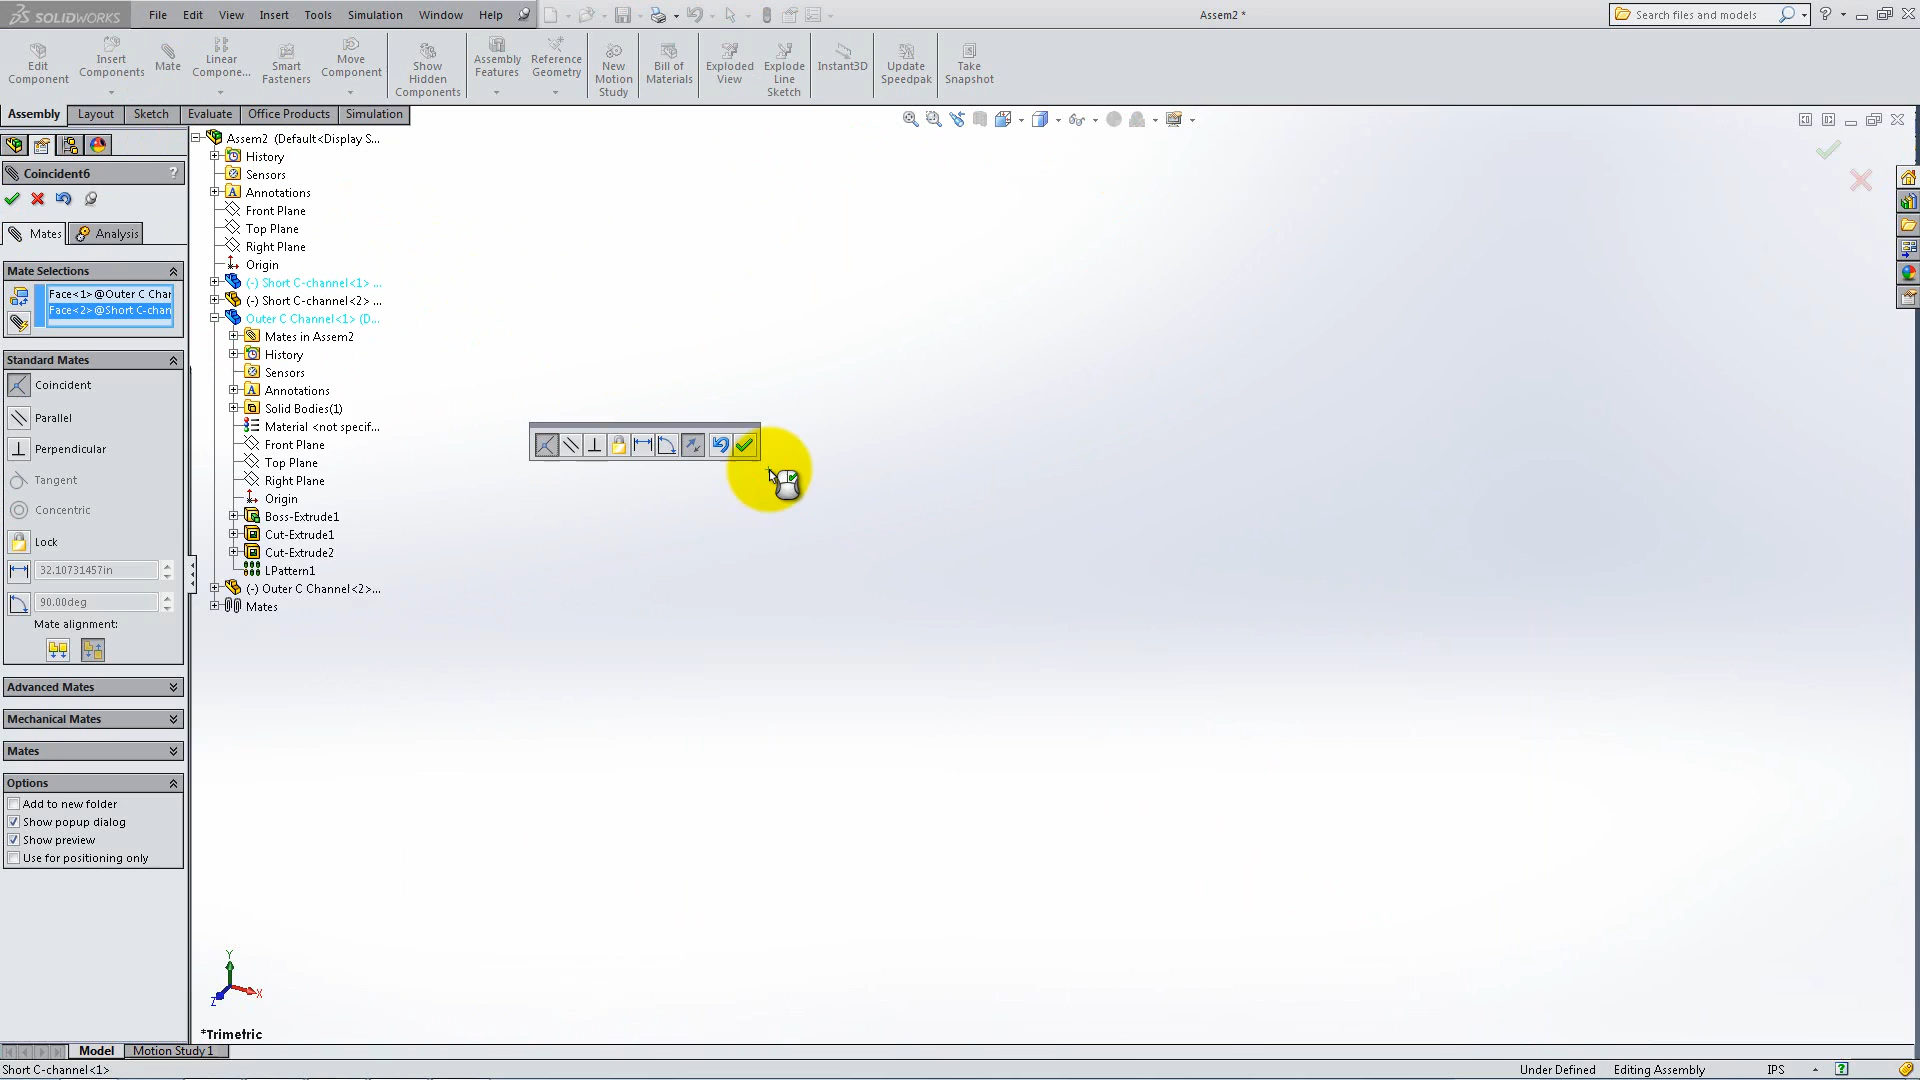 SOLIDWORKS
File Edit View Insert Tools Simulation Window Help
Assem2 *
Search files and models
Edit Component
Insert Components
Mate
Linear Compone...
Smart Fasteners
Move Component
Show Hidden Components
Assembly Features
Reference Geometry
New Motion Study
Bill of Materials
Exploded View
Explode Line Sketch
Instant3D
Update Speedpak
Take Snapshot
Assembly Layout Sketch Evaluate Office Products Simulation
Coincident6 ?
Mates Analysis
Mate Selections
Face<1>@Outer C Char
Face<2>@Short C-chan
Standard Mates
Coincident
Parallel
Perpendicular
Tangent
Concentric
Lock
32.10731457in
90.00deg
Mate alignment:
Advanced Mates
Mechanical Mates
Mates
Options
Add to new folder
Show popup dialog
Show preview
Use for positioning only
Assem2 (Default<Display S...
History
Sensors
Annotations
Front Plane
Top Plane
Right Plane
Origin
(-) Short C-channel<1> ...
(-) Short C-channel<2> ...
Outer C Channel<1> (D...
Mates in Assem2
History
Sensors
Annotations
Solid Bodies(1)
Material <not specif...
Front Plane
Top Plane
Right Plane
Origin
Boss-Extrude1
Cut-Extrude1
Cut-Extrude2
LPattern1
(-) Outer C Channel<2>...
Mates
Y
X
Z
*Trimetric
Model Motion Study 1
Short C-channel<1>
Under Defined Editing Assembly IPS